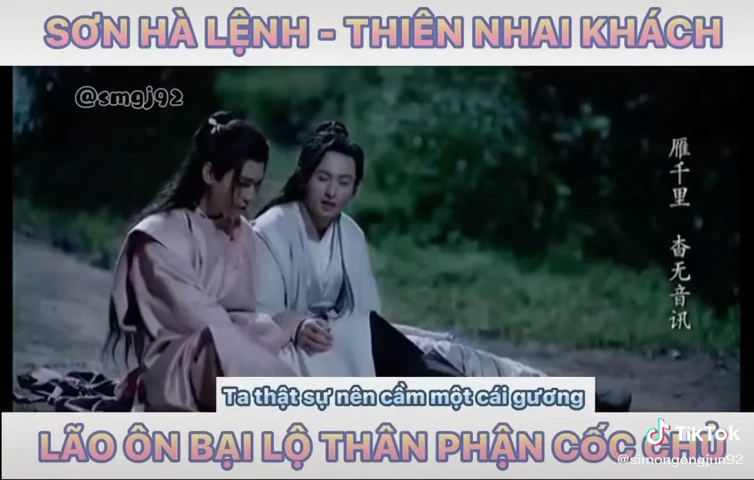 SƠN HÀ LỆNH - THIÊN NHAI KHÁCH
@smgj92
雁千里 杳无音讯
Ta thật sự nên cầm một cái gương
LÃO ÔN BẠI LỘ THÂN PHẬN CỐC CHỦ
TikTok
@simongongjun92